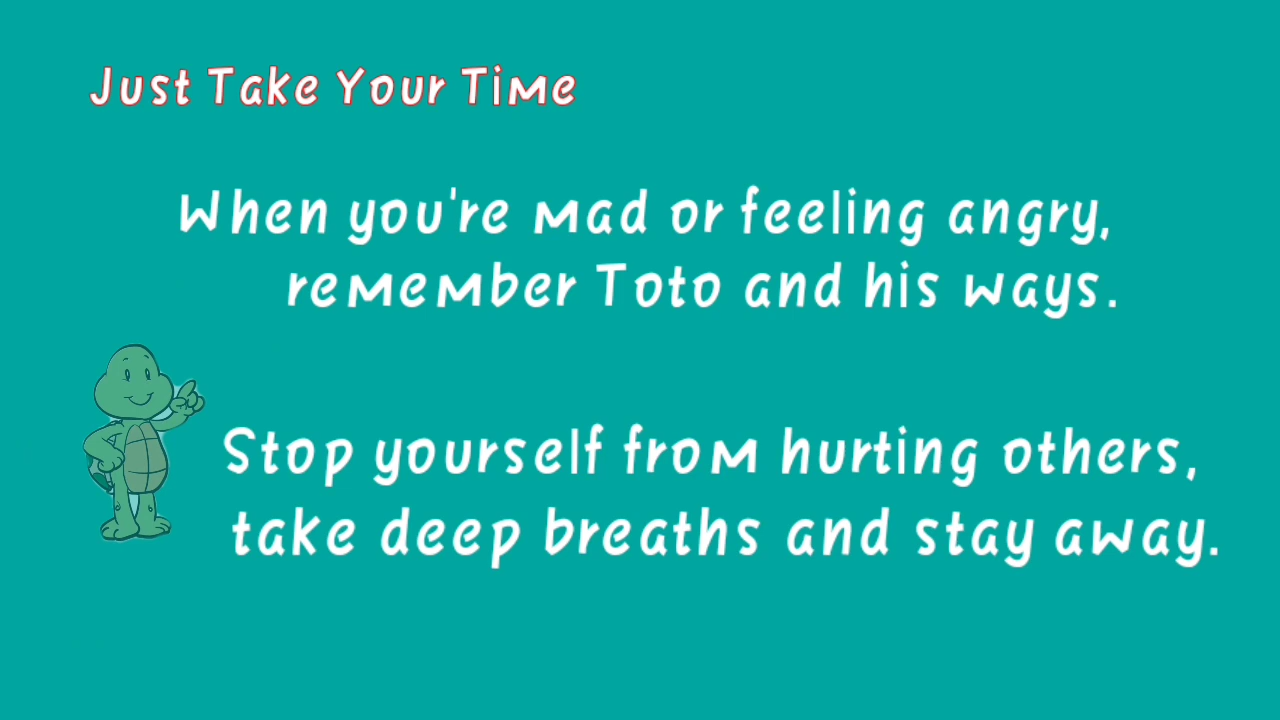 Just Take Your Time
When you're mad or feeling angry,
remember Toto and his ways.
Stop yourself from hurting others,
take deep breaths and stay away.